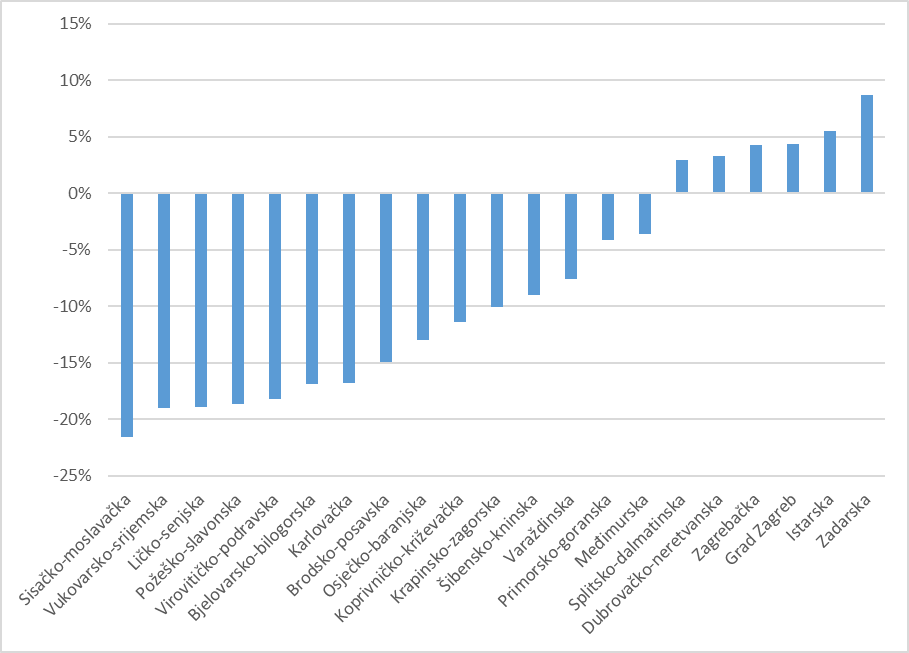 15%
10%
5%
0%
-5%
-10%
-15%
-20%
-25%
Sisačko-moslavačka
Vukovarsko-srijemska
Ličko-senjska
Požeško-slavonska
Virovitičko-podravska
Bjelovarsko-bilogorska
Karlovačka
Brodsko-posavska
Osječko-baranjska
Koprivničko-križevačka
Krapinsko-zagorska
Šibensko-kninska
Varaždinska
Primorsko-goranska
Međimurska
Splitsko-dalmatinska
Dubrovačko-neretvanska
Zagrebačka
Grad Zagreb
Istarska
Zadarska